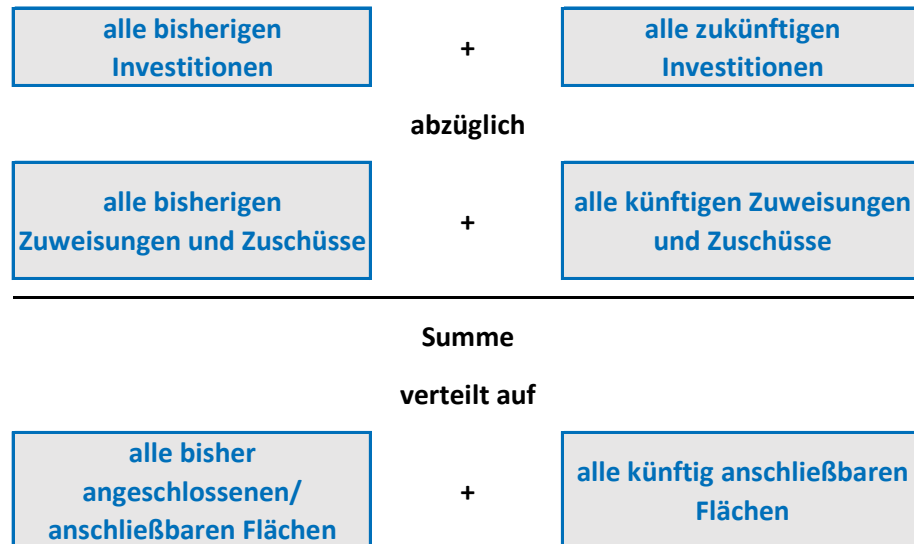 alle bisherigen
Investitionen
+
alle zukünftigen
Investitionen
abzüglich
alle bisherigen
Zuweisungen und Zuschüsse
+
alle künftigen Zuweisungen
und Zuschüsse
Summe
verteilt auf
alle bisher
angeschlossenen/
anschließbaren Flächen
+
alle künftig anschließbaren
Flächen